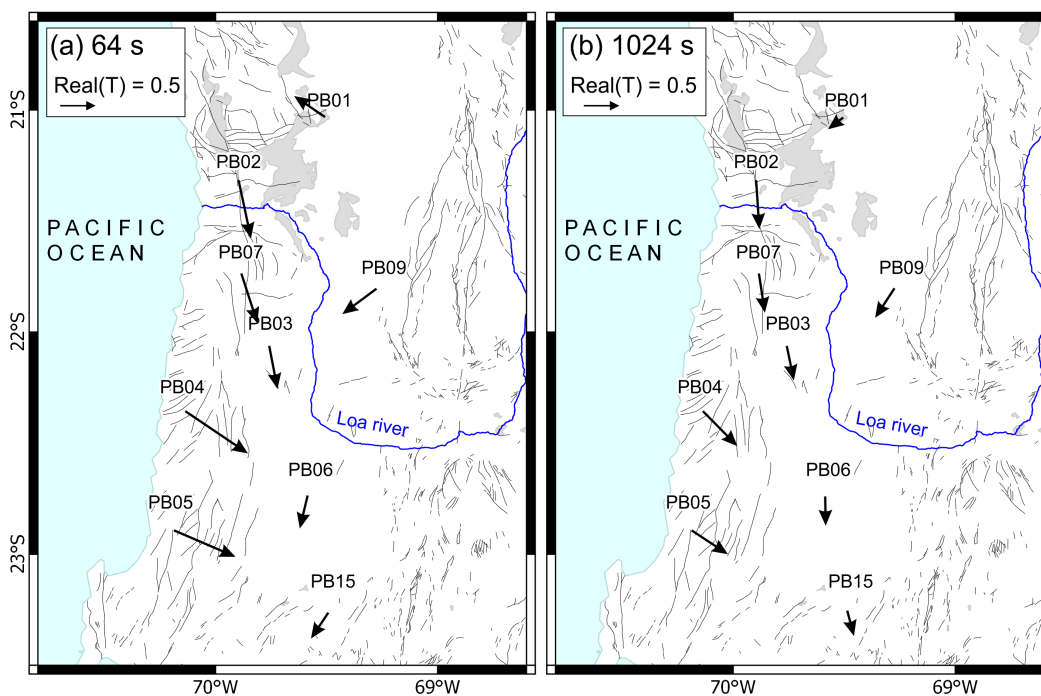 (a) 64 s
Real(T) = 0.5
PB01
PB02
PACIFIC
OCEAN
PB07
PB09
PB03
PB04
Loa river
PB06
PB05
PB15
21°S
22°S
23°S
70°W
69°W
(b) 1024 s
Real(T) = 0.5
PB01
PB02
PACIFIC
OCEAN
PB07
PB09
PB03
PB04
Loa river
PB06
PB05
PB15
70°W
69°W